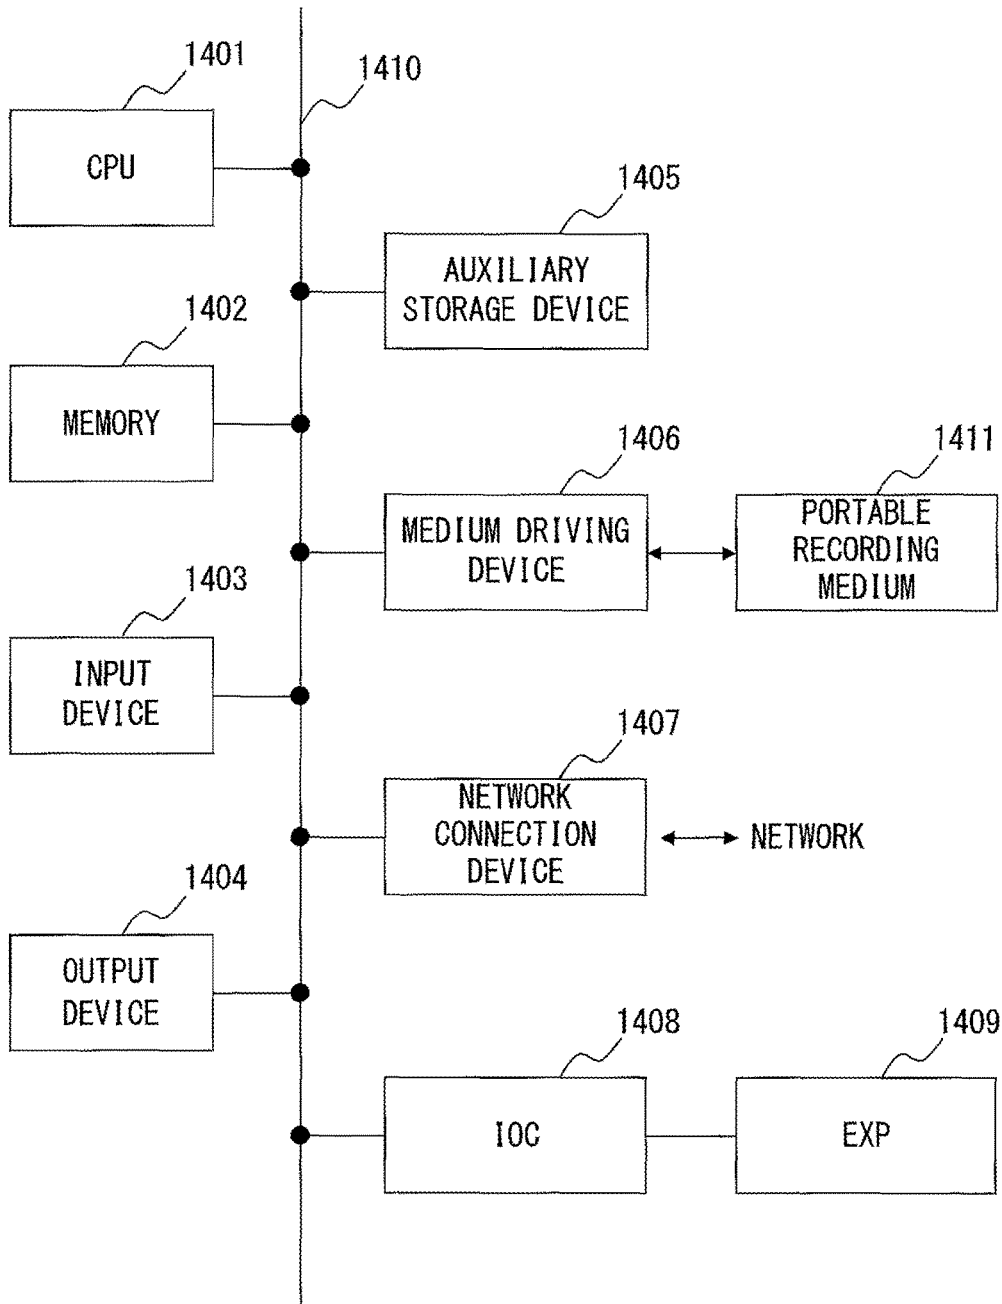 1401
1410
CPU
1405
AUXILIARY
STORAGE DEVICE
1402
MEMORY
1406
1411
MEDIUM DRIVING
DEVICE
PORTABLE
RECORDING
MEDIUM
1403
INPUT
DEVICE
1407
NETWORK
CONNECTION
DEVICE
NETWORK
1404
OUTPUT
DEVICE
1408
1409
IOC
EXP